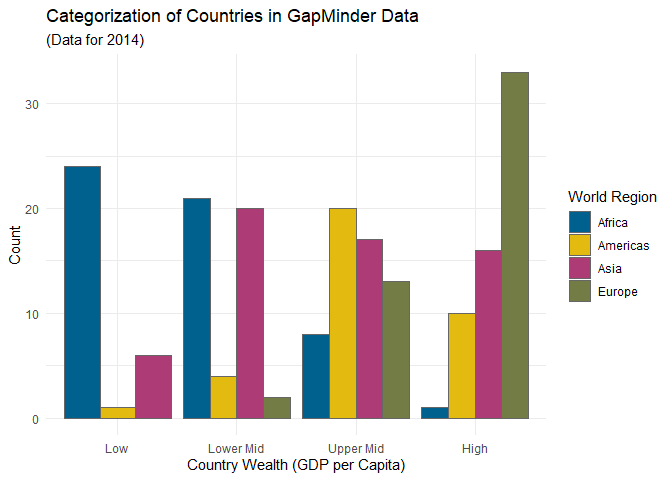 Categorization of Countries in GapMinder Data
(Data for 2014)
30
20
10
0
Count
Low Lower Mid Upper Mid High
Country Wealth (GDP per Capita)
World Region
Africa
Americas
Asia
Europe